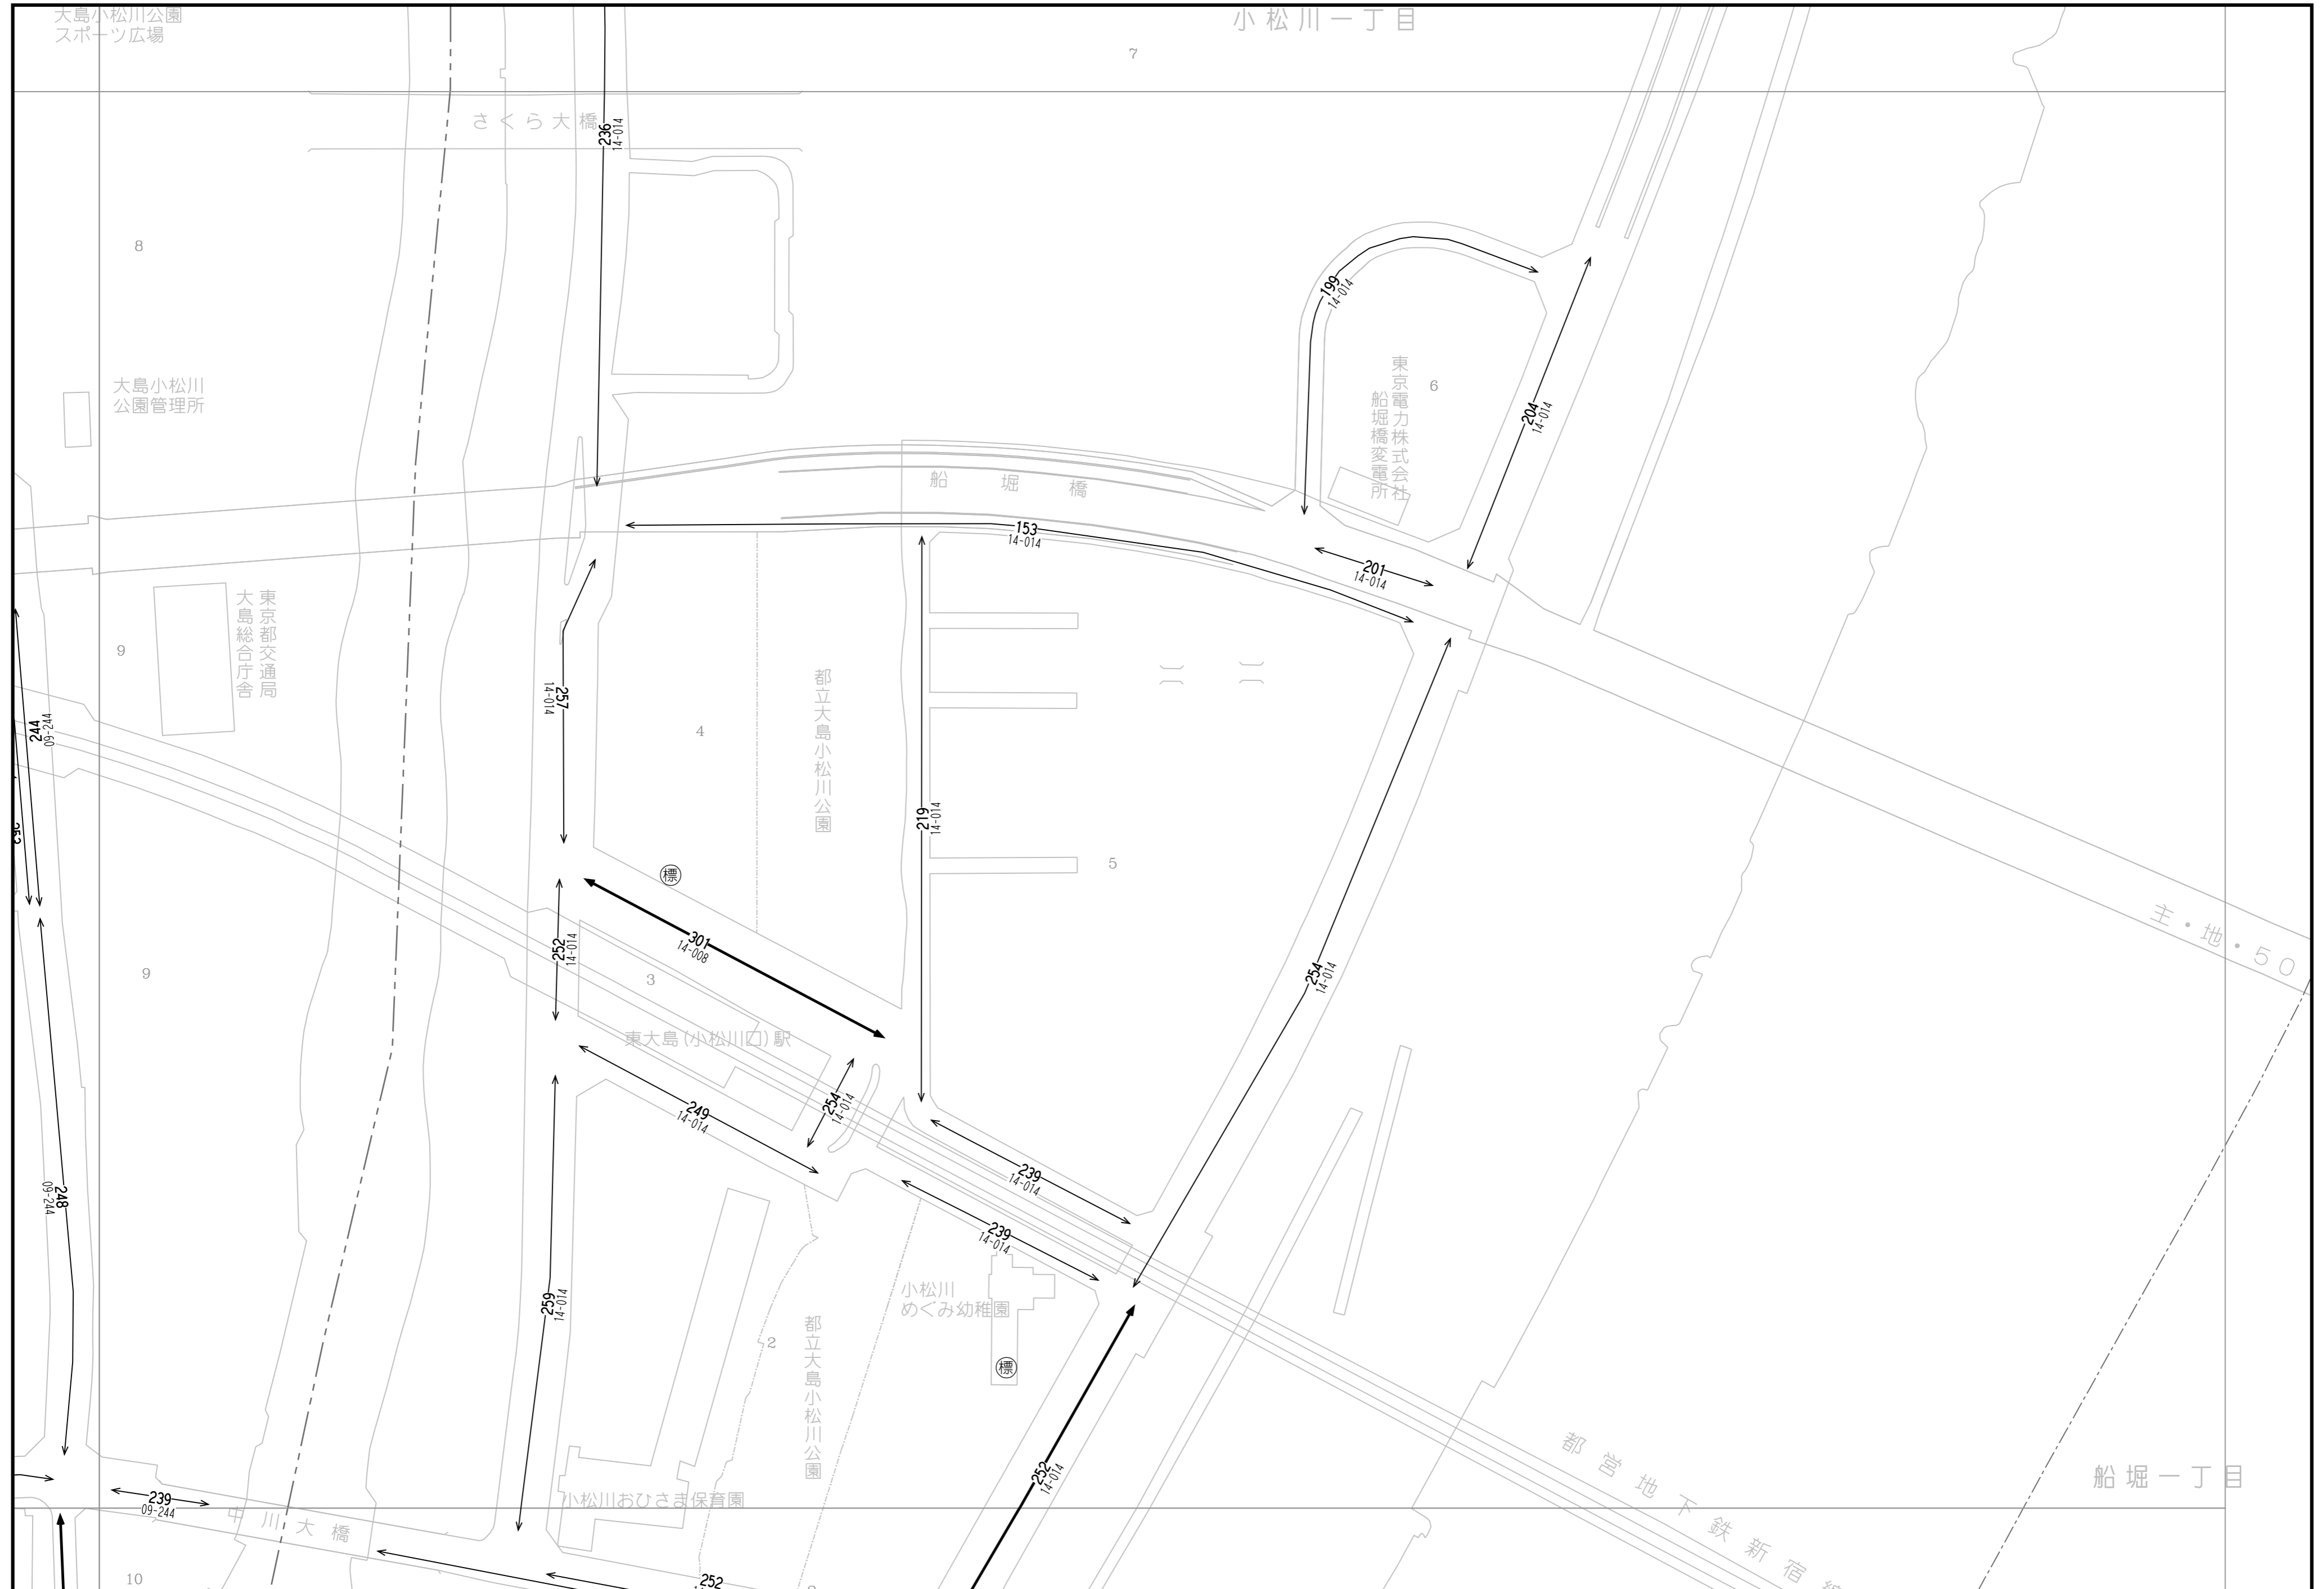 大島小松川公園
スポーツ広場
小松川一丁目
7
さくら大橋
236
14-014
8
199
14-014
大島小松川
公園管理所
東京電力株式会社
船堀橋変電所
6
204
14-014
船堀橋
153
14-014
201
14-014
東京都交通局
大島総合庁舎
9
257
14-014
244
09-244
4
都立大島小松川公園
219
14-014
5
標
主・地・50
252
14-014
301
14-008
9
3
254
14-014
東大島(小松川口)駅
249
14-014
254
14-014
239
14-014
248
09-244
239
14-014
小松川
めぐみ幼稚園
259
14-014
2
都立大島小松川公園
標
252
14-014
都営地下鉄新宿
船堀一丁目
239
09-244
小松川おひさま保育園
中川大橋
10
252